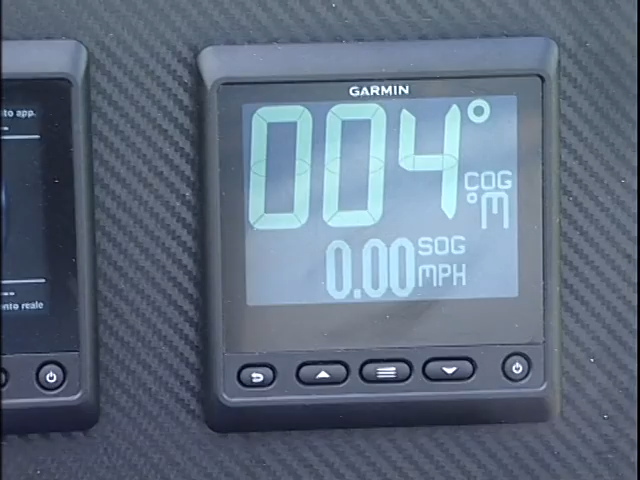 to app.
GARMIN
004°
COG
°M
0.00
SOG
MPH
nto reale